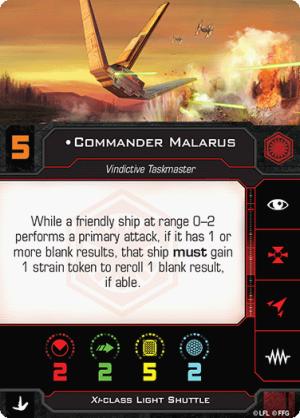 5
•Commander Malarus
Vindictive Taskmaster
While a friendly ship at range 0–2
performs a primary attack, if it has 1 or
more blank results, that ship must gain
1 strain token to reroll 1 blank result,
if able.
2 2 5 2
Xi-class Light Shuttle
©LFL ©FFG